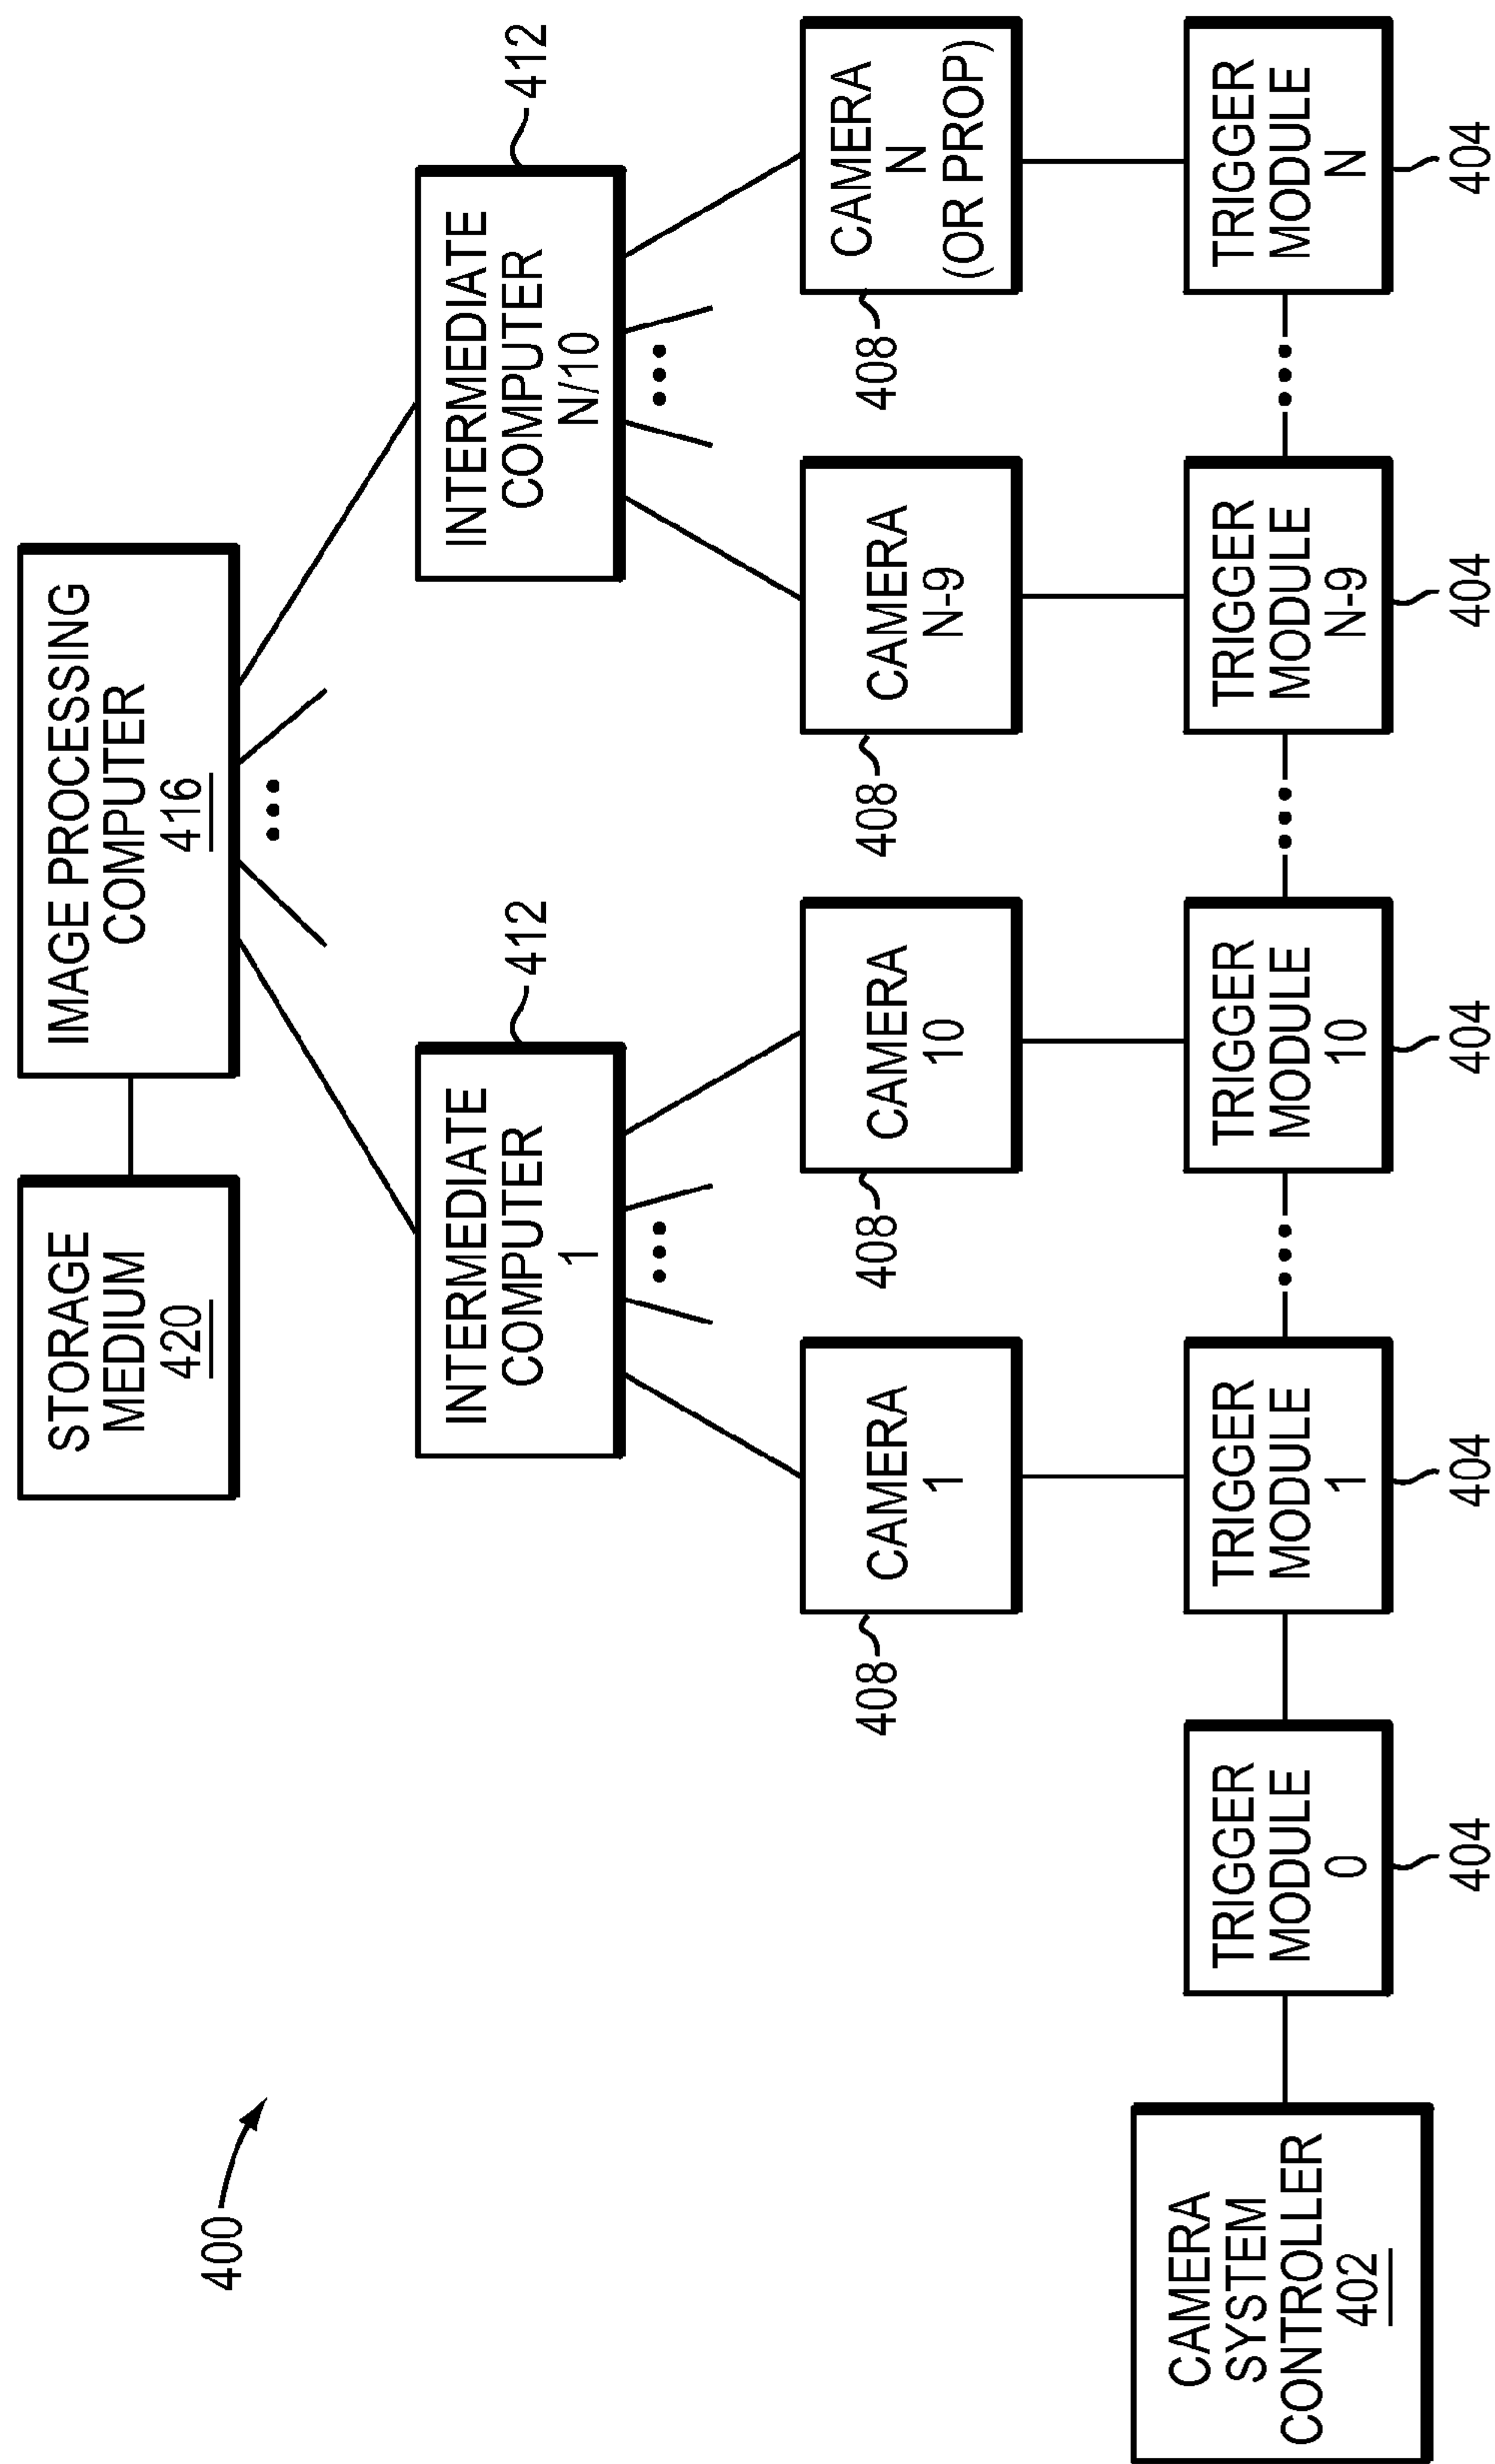 400
STORAGE
MEDIUM
420
IMAGE PROCESSING
COMPUTER
416
INTERMEDIATE
COMPUTER
1
412
INTERMEDIATE
COMPUTER
N/10
412
CAMERA
1
408
CAMERA
10
408
CAMERA
N-9
408
CAMERA
N
(OR PROP)
408
CAMERA
SYSTEM
CONTROLLER
402
TRIGGER
MODULE
0
404
TRIGGER
MODULE
1
404
TRIGGER
MODULE
10
404
TRIGGER
MODULE
N-9
404
TRIGGER
MODULE
N
404